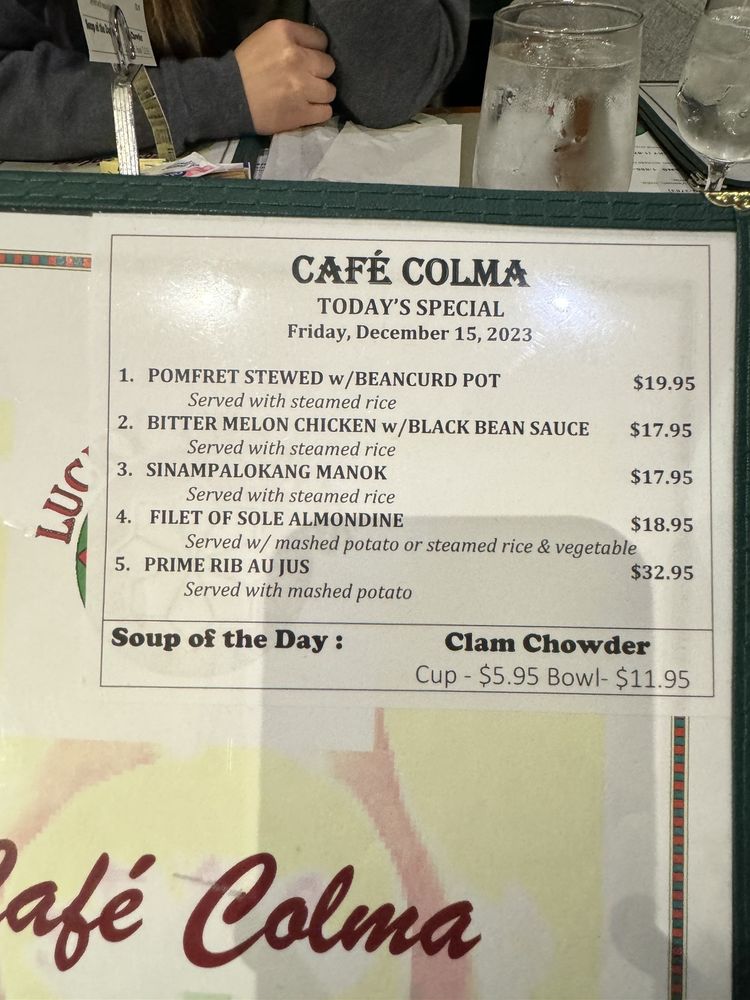 CAFÉ COLMA
TODAY'S SPECIAL
Friday, December 15, 2023
1. POMFRET STEWED w/BEANCURD POT $19.95
Served with steamed rice
2. BITTER MELON CHICKEN w/BLACK BEAN SAUCE $17.95
Served with steamed rice
3. SINAMPALOKANG MANOK $17.95
Served with steamed rice
4. FILET OF SOLE ALMONDINE $18.95
Served w/ mashed potato or steamed rice & vegetable
5. PRIME RIB AU JUS $32.95
Served with mashed potato
Soup of the Day : Clam Chowder
Cup - $5.95 Bowl- $11.95
LUC
Café Colma